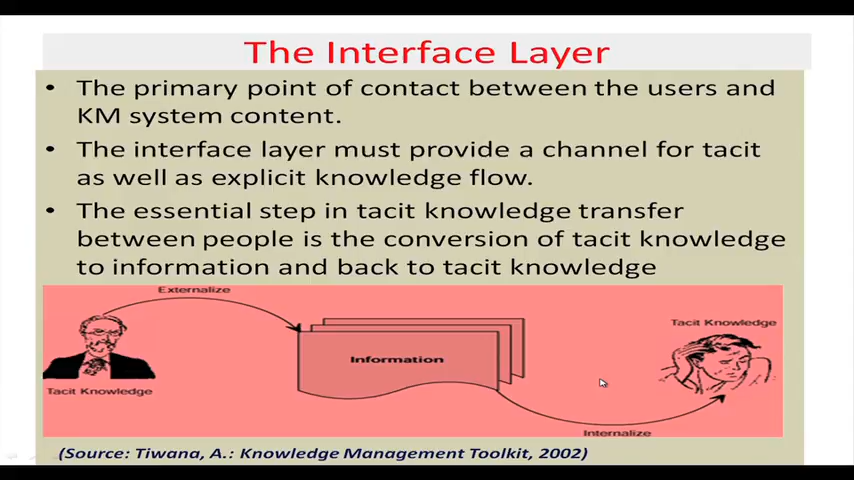 The Interface Layer
• The primary point of contact between the users and
KM system content.
• The interface layer must provide a channel for tacit
as well as explicit knowledge flow.
• The essential step in tacit knowledge transfer
between people is the conversion of tacit knowledge
to information and back to tacit knowledge
Externalize
Tacit Knowledge
Information
Tacit Knowledge
Internalize
(Source: Tiwana, A.: Knowledge Management Toolkit, 2002)